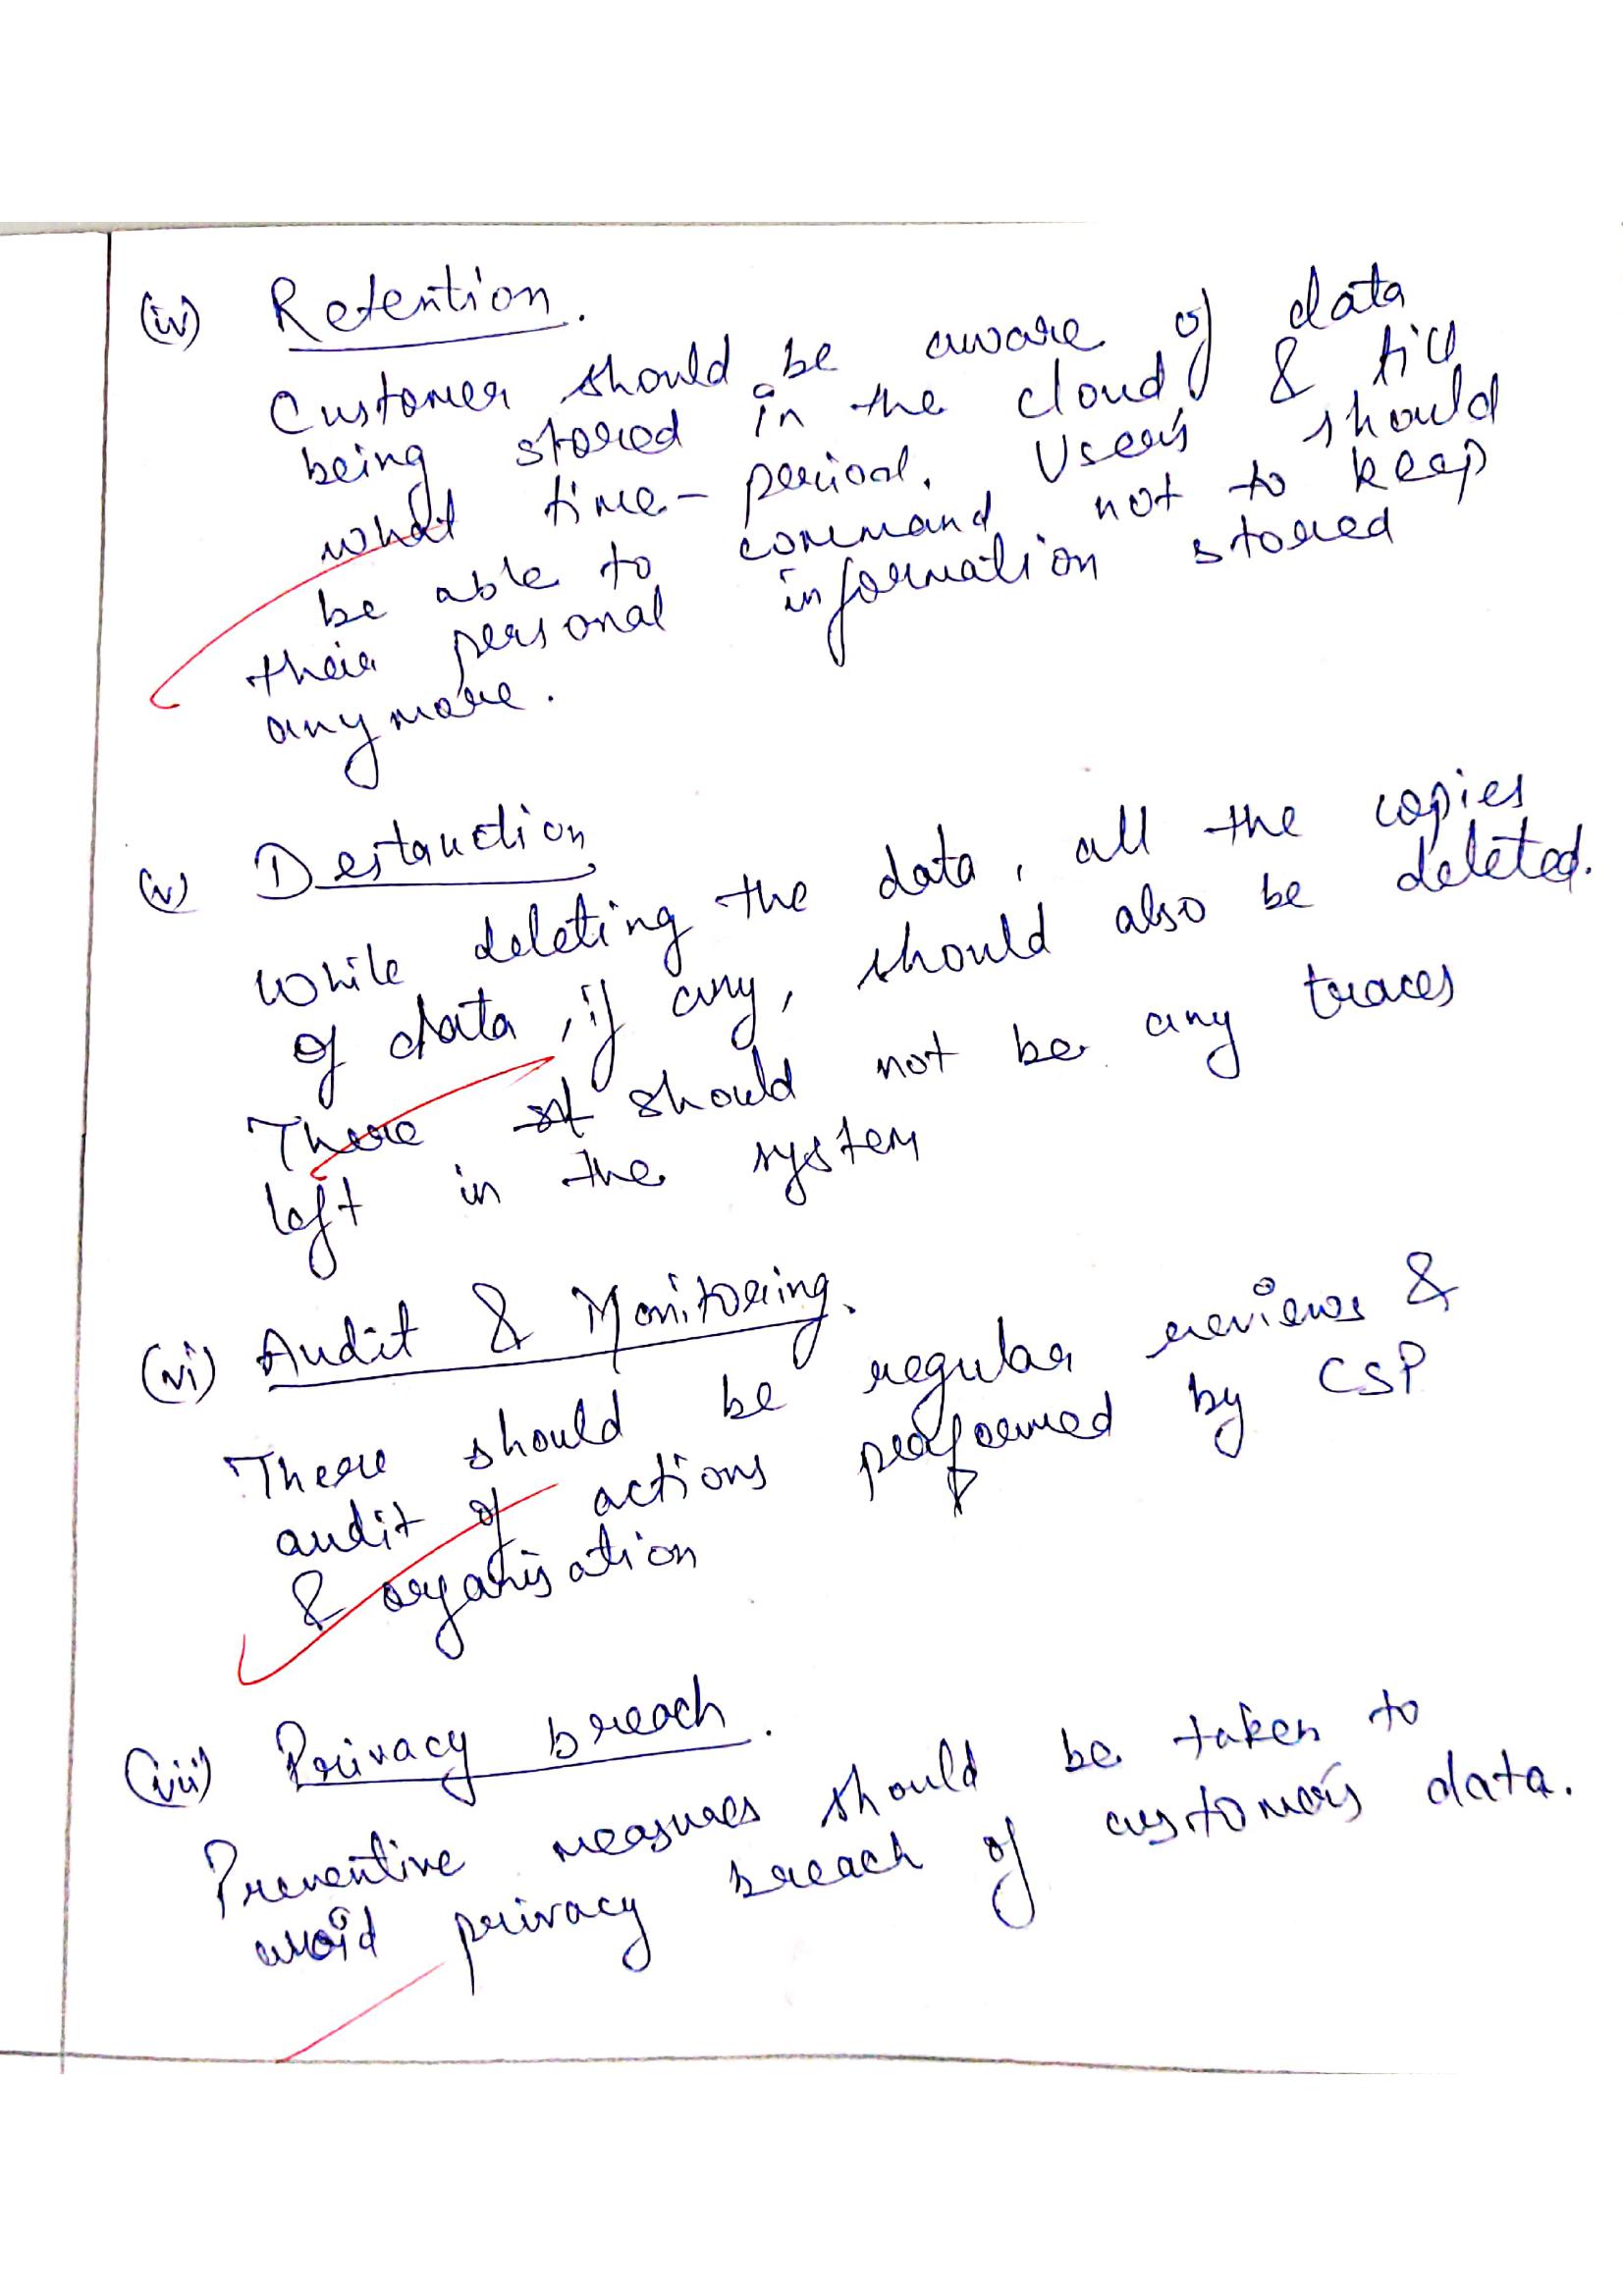 (iv) Retention.
Customer should be aware of data
being stored in the cloud & till
what time-period. Users should
be able to command not to keep
their personal information stored
anymore.
(v) Destruction
While deleting the data, all the copies
of data, if any, should also be deleted.
There st should not be any traces
left in the system
(vi) Audit & Monitoring.
There should be regular reviews &
audit of actions performed by CSP
& organisation
(vii) Privacy breach.
Preventive measures should be taken to
avoid privacy breach of customer's data.